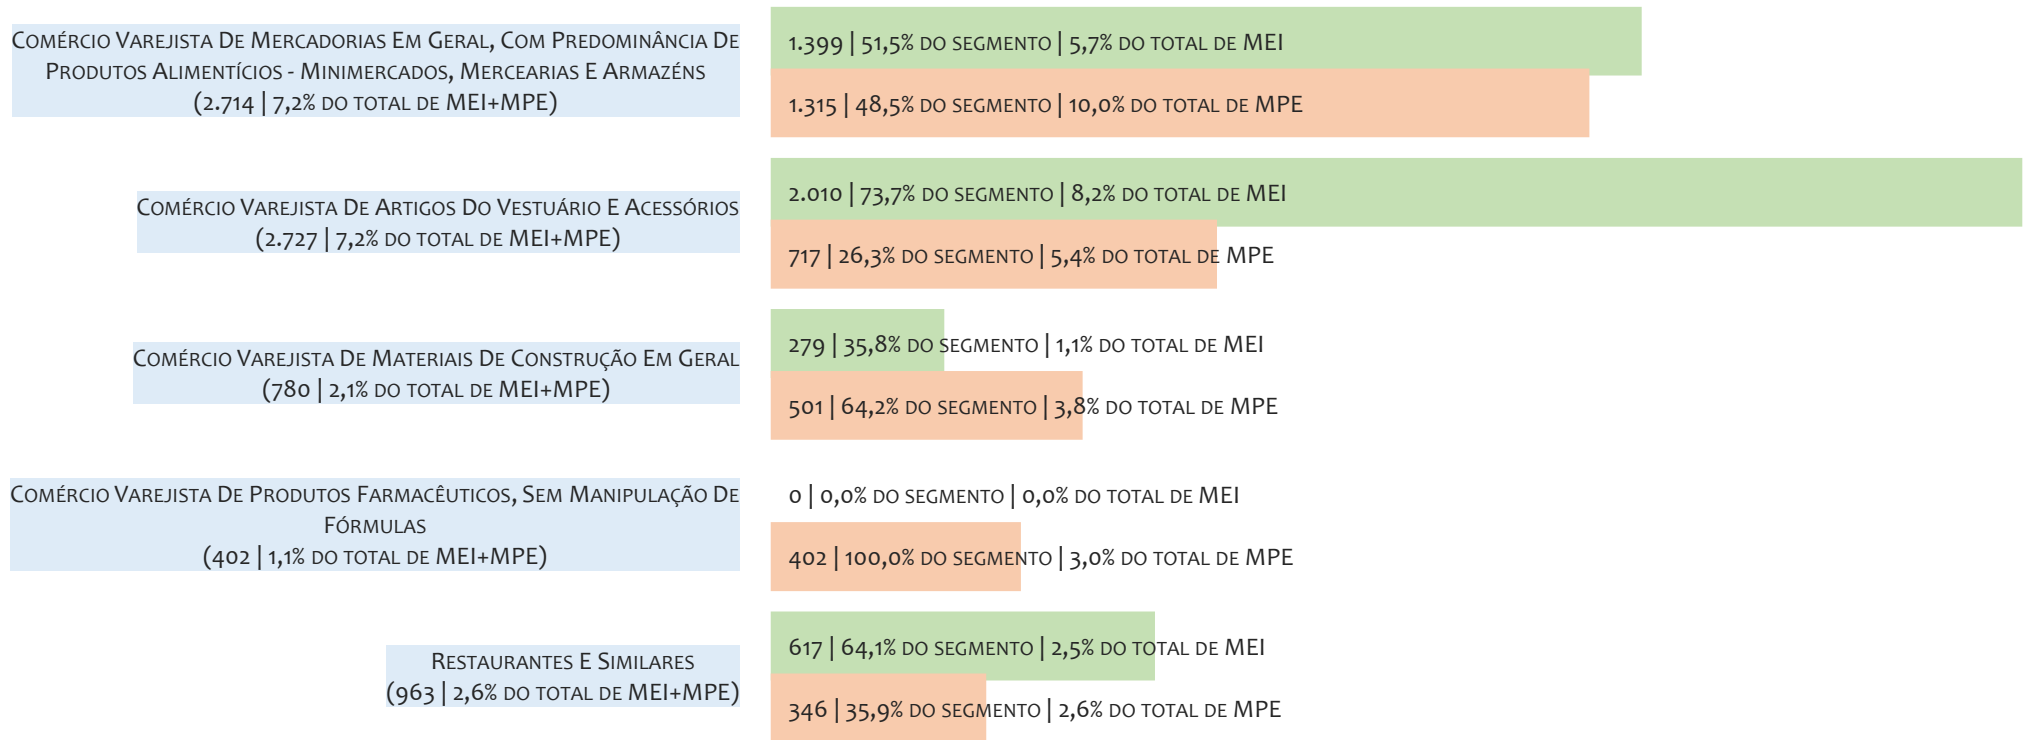 Comércio Varejista De Mercadorias Em Geral, Com Predominância De
Produtos Alimentícios - Minimercados, Mercearias E Armazéns
(2.714 | 7,2% do total de MEI+MPE)
1.399 | 51,5% do segmento | 5,7% do total de MEI
1.315 | 48,5% do segmento | 10,0% do total de MPE
Comércio Varejista De Artigos Do Vestuário E Acessórios
(2.727 | 7,2% do total de MEI+MPE)
2.010 | 73,7% do segmento | 8,2% do total de MEI
717 | 26,3% do segmento | 5,4% do total de MPE
Comércio Varejista De Materiais De Construção Em Geral
(780 | 2,1% do total de MEI+MPE)
279 | 35,8% do segmento | 1,1% do total de MEI
501 | 64,2% do segmento | 3,8% do total de MPE
Comércio Varejista De Produtos Farmacêuticos, Sem Manipulação De
Fórmulas
(402 | 1,1% do total de MEI+MPE)
0 | 0,0% do segmento | 0,0% do total de MEI
402 | 100,0% do segmento | 3,0% do total de MPE
Restaurantes E Similares
(963 | 2,6% do total de MEI+MPE)
617 | 64,1% do segmento | 2,5% do total de MEI
346 | 35,9% do segmento | 2,6% do total de MPE